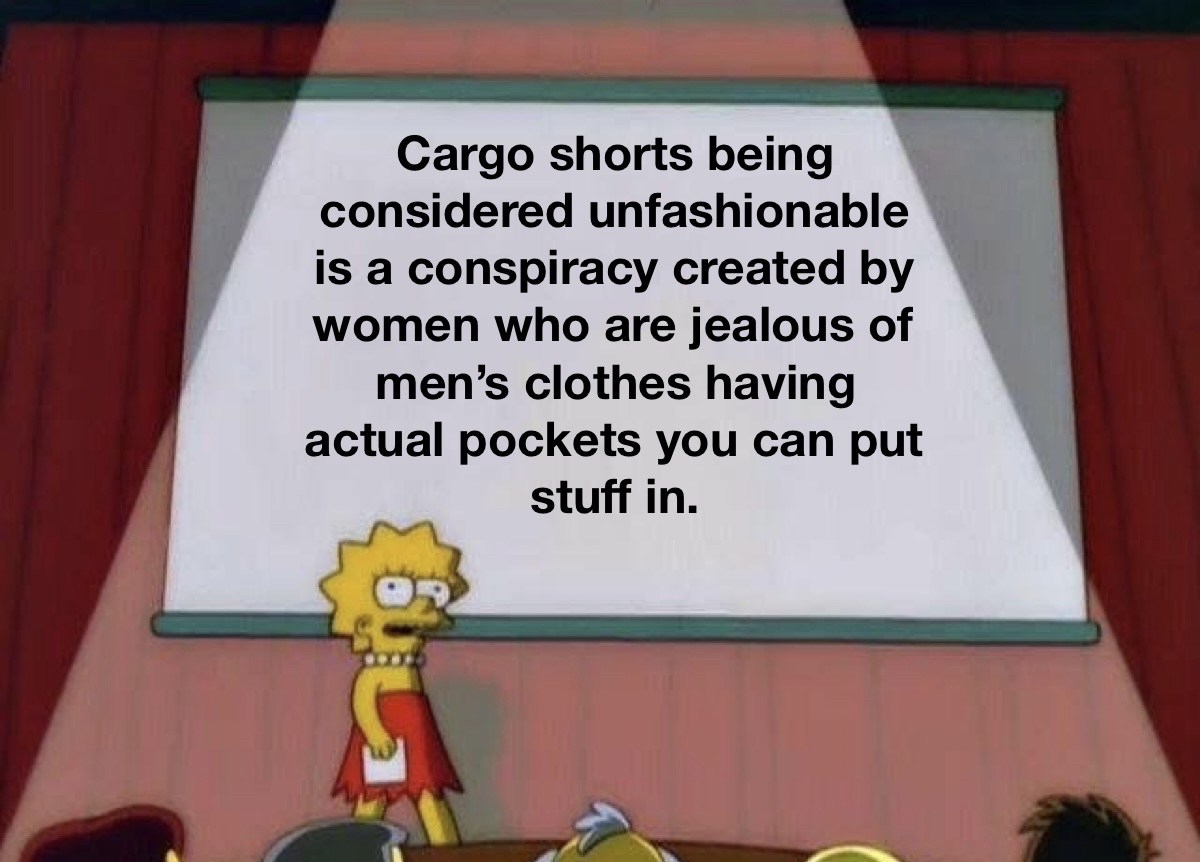 Cargo shorts being
considered unfashionable
is a conspiracy created by
women who are jealous of
men’s clothes having
actual pockets you can put
stuff in.